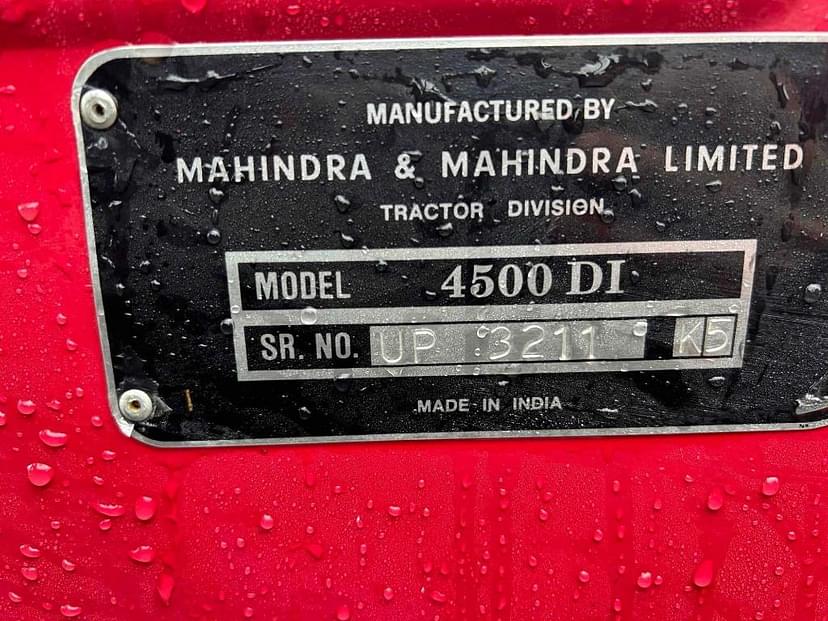 MANUFACTURED BY
MAHINDRA & MAHINDRA LIMITED
TRACTOR DIVISION
MODEL 4500 DI
SR. NO. UP 3211 K5
MADE IN INDIA